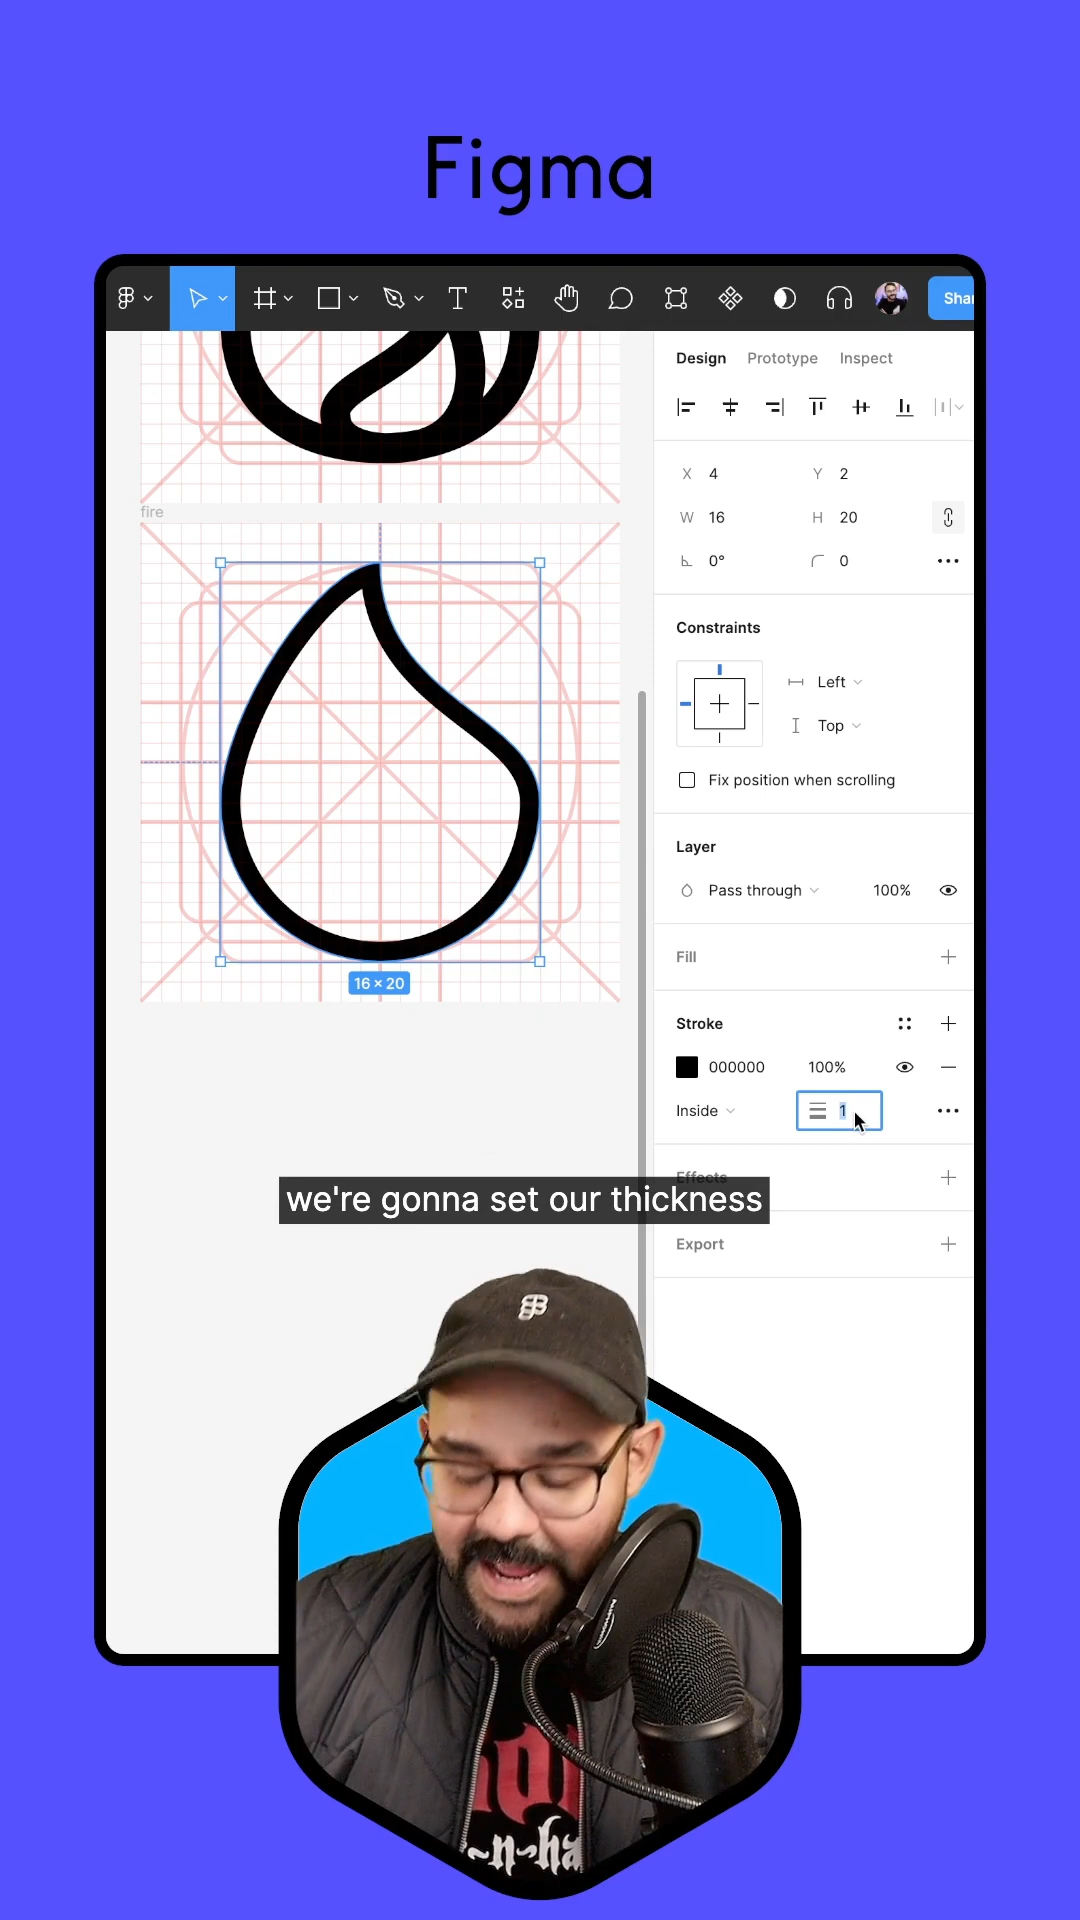 Figma
Sha
Design Prototype Inspect
X 4 Y 2
W 16 H 20
0° 0
fire
Constraints
Left
Top
Fix position when scrolling
Layer
Pass through 100%
Fill
16 × 20
Stroke
000000 100%
Inside 1
Effects
we're gonna set our thickness
Export
-n-ha